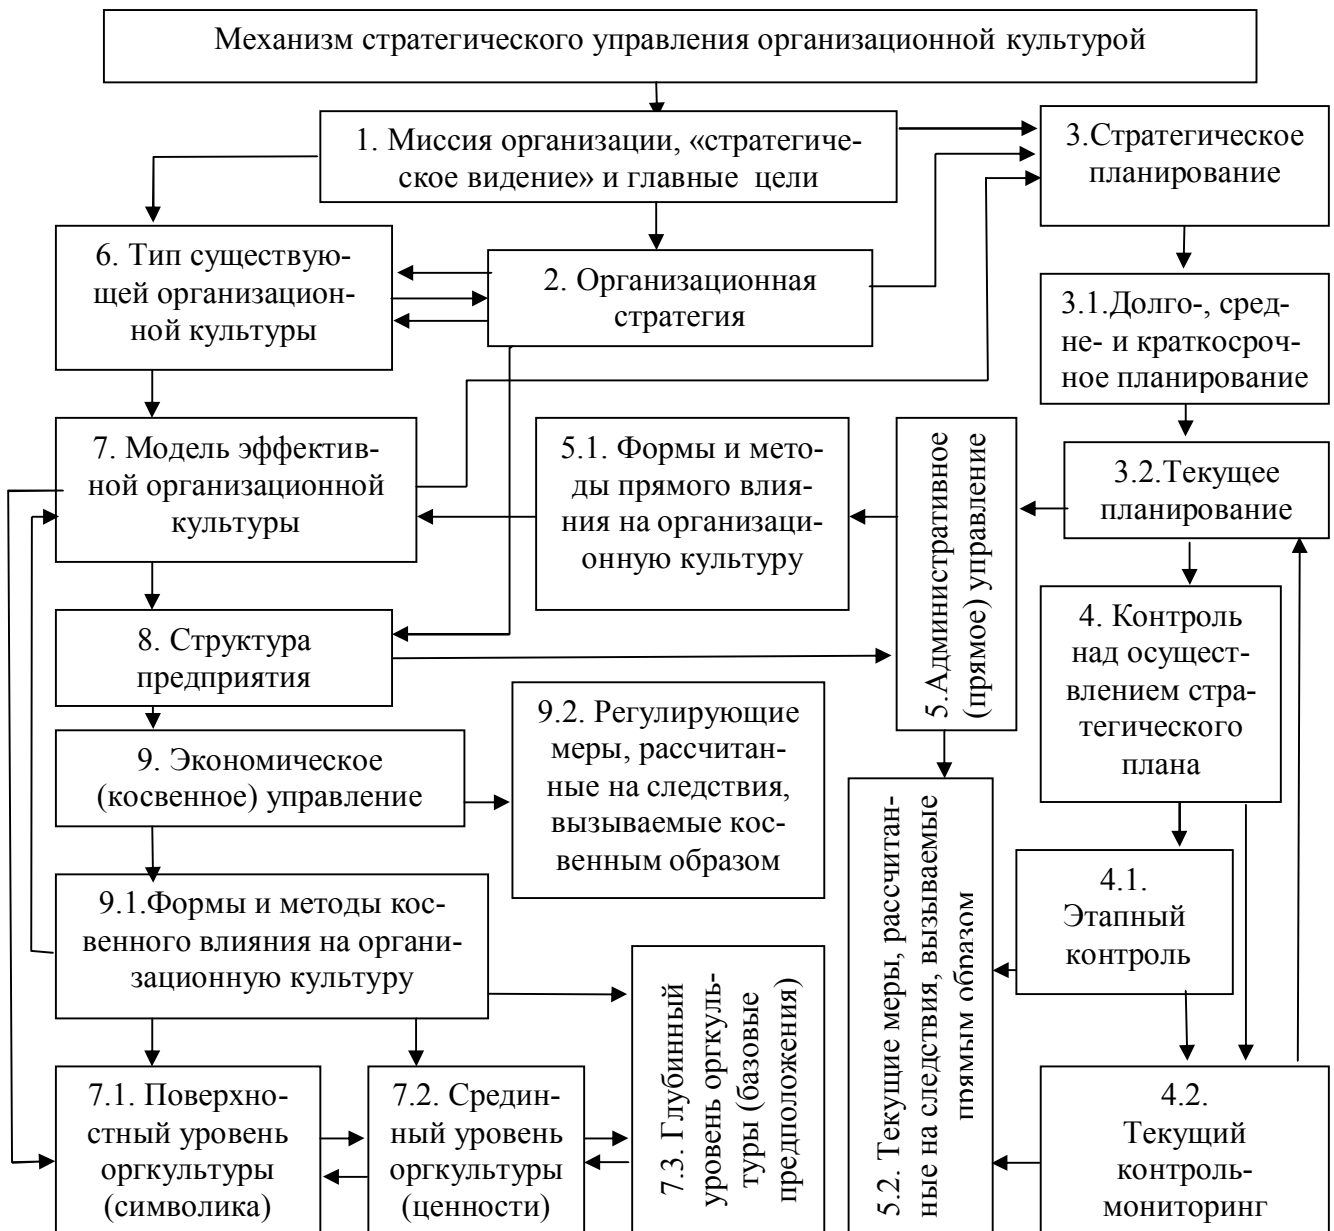 Механизм стратегического управления организационной культурой
1. Миссия организации, «стратегиче-
ское видение» и главные цели
3.Стратегическое
планирование
6. Тип существую-
щей организацион-
ной культуры
2. Организационная
стратегия
3.1.Долго-, сред-
не- и краткосроч-
ное планирование
7. Модель эффектив-
ной организационной
культуры
5.1. Формы и мето-
ды прямого влия-
ния на организаци-
онную культуру
5.Административное
(прямое) управление
3.2.Текущее
планирование
8. Структура
предприятия
4. Контроль
над осущест-
влением стра-
тегического
плана
9. Экономическое
(косвенное) управление
9.2. Регулирующие
меры, рассчитан-
ные на следствия,
вызываемые кос-
венным образом
5.2. Текущие меры, рассчитан-
ные на следствия, вызываемые
прямым образом
4.1.
Этапный
контроль
9.1.Формы и методы кос-
венного влияния на органи-
зационную культуру
7.1. Поверхно-
стный уровень
оргкультуры
(символика)
7.2. Средин-
ный уровень
оргкультуры
(ценности)
7.3. Глубинный
уровень оргкуль-
туры (базовые
предположения)
4.2.
Текущий
контроль-
мониторинг